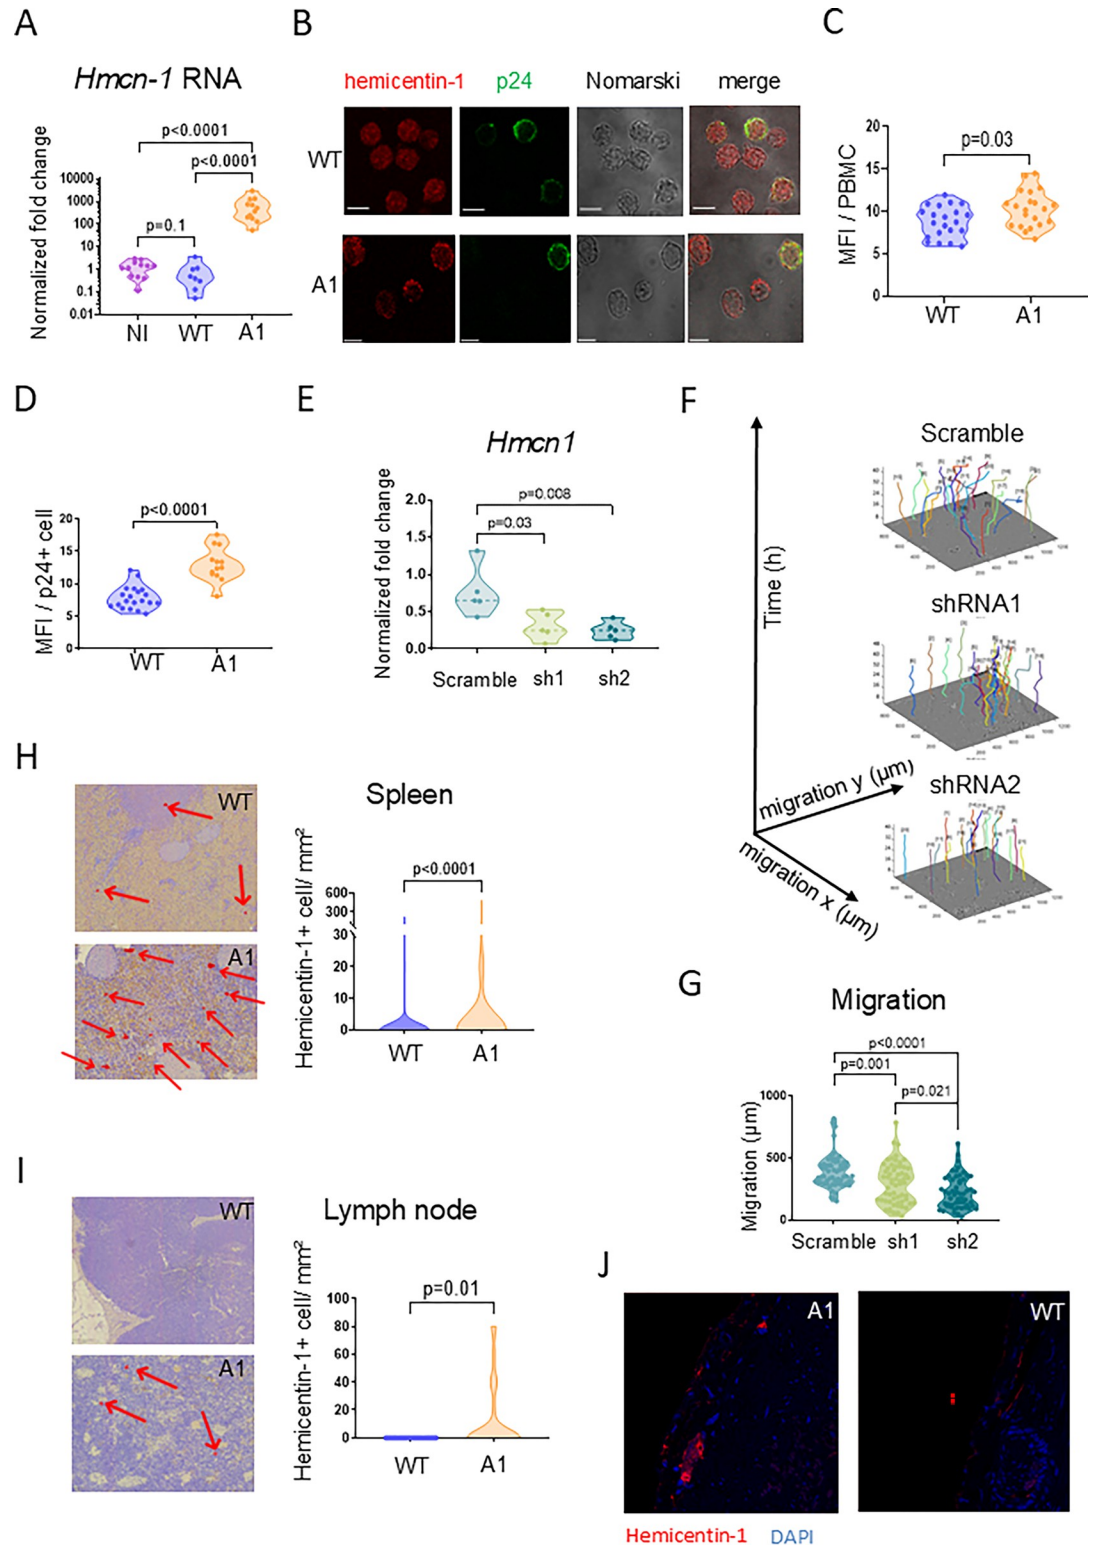 A
Hmcn-1 RNA
Normalized fold change
p<0.0001
p<0.0001
p=0.1
10000
1000
100
10
1
0.1
0.01
NI WT A1
B
hemicentin-1 p24 Nomarski merge
WT
A1
C
MFI / PBMC
p=0.03
20
15
10
5
0
WT A1
D
MFI / p24+ cell
p<0.0001
20
15
10
5
0
WT A1
E
Hmcn1
Normalized fold change
p=0.008
p=0.03
2.0
1.5
1.0
0.5
0.0
Scramble sh1 sh2
F
Time (h)
migration y (µm)
migration x (µm)
Scramble
shRNA1
shRNA2
G
Migration
Migration (µm)
p<0.0001
p=0.001
p=0.021
1000
500
0
Scramble sh1 sh2
H
WT
A1
Spleen
Hemicentin-1+ cell/ mm²
p<0.0001
600
300
30
20
10
0
WT A1
I
WT
A1
Lymph node
Hemicentin-1+ cell/ mm²
p=0.01
100
80
60
40
20
0
WT A1
J
A1
WT
Hemicentin-1 DAPI